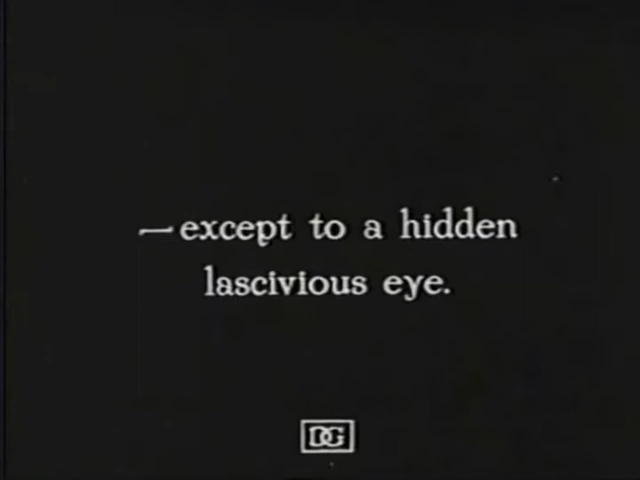 —except to a hidden
lascivious eye.
DG